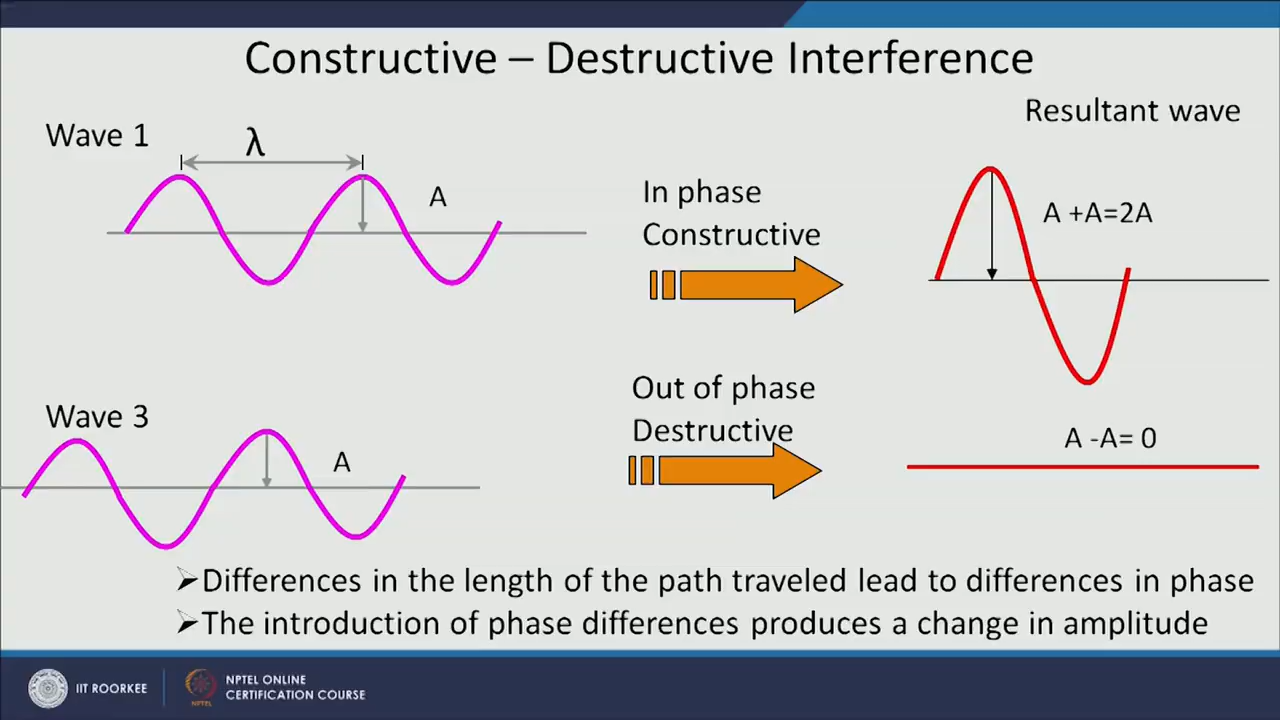 Constructive – Destructive Interference
Resultant wave
Wave 1
λ
A
In phase
Constructive
A +A=2A
Out of phase
Destructive
Wave 3
A
A -A= 0
➢Differences in the length of the path traveled lead to differences in phase
➢The introduction of phase differences produces a change in amplitude
IIT ROORKEE
NPTEL
NPTEL ONLINE
CERTIFICATION COURSE